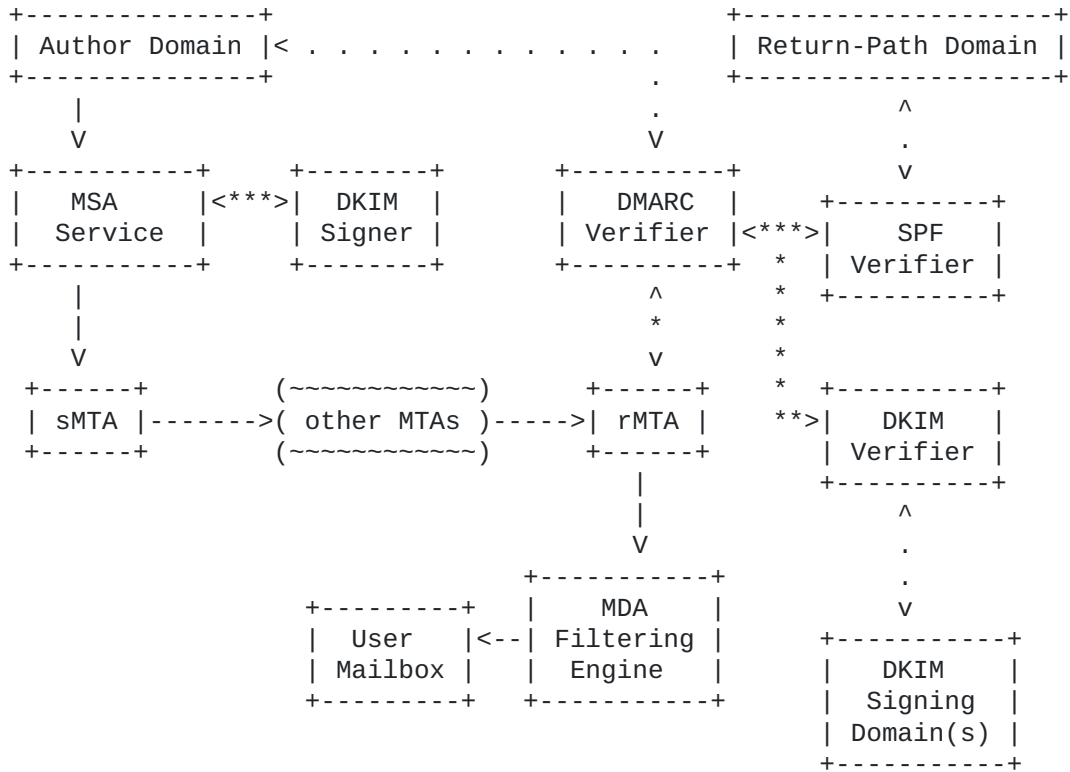 Author Domain
Return-Path Domain
MSA
Service
DKIM
Signer
DMARC
Verifier
SPF
Verifier
sMTA
other MTAs
rMTA
DKIM
Verifier
User
Mailbox
MDA
Filtering
Engine
DKIM
Signing
Domain(s)